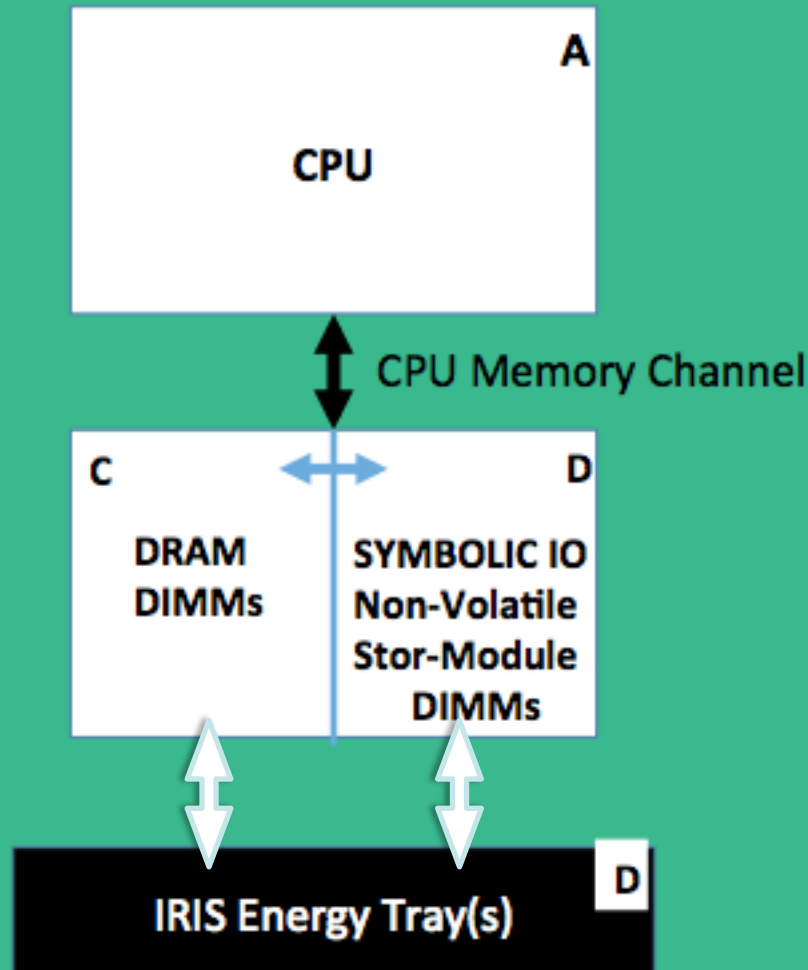 A
CPU
CPU Memory Channel
C
D
DRAM
DIMMs
SYMBOLIC IO
Non-Volatile
Stor-Module
DIMMs
D
IRIS Energy Tray(s)